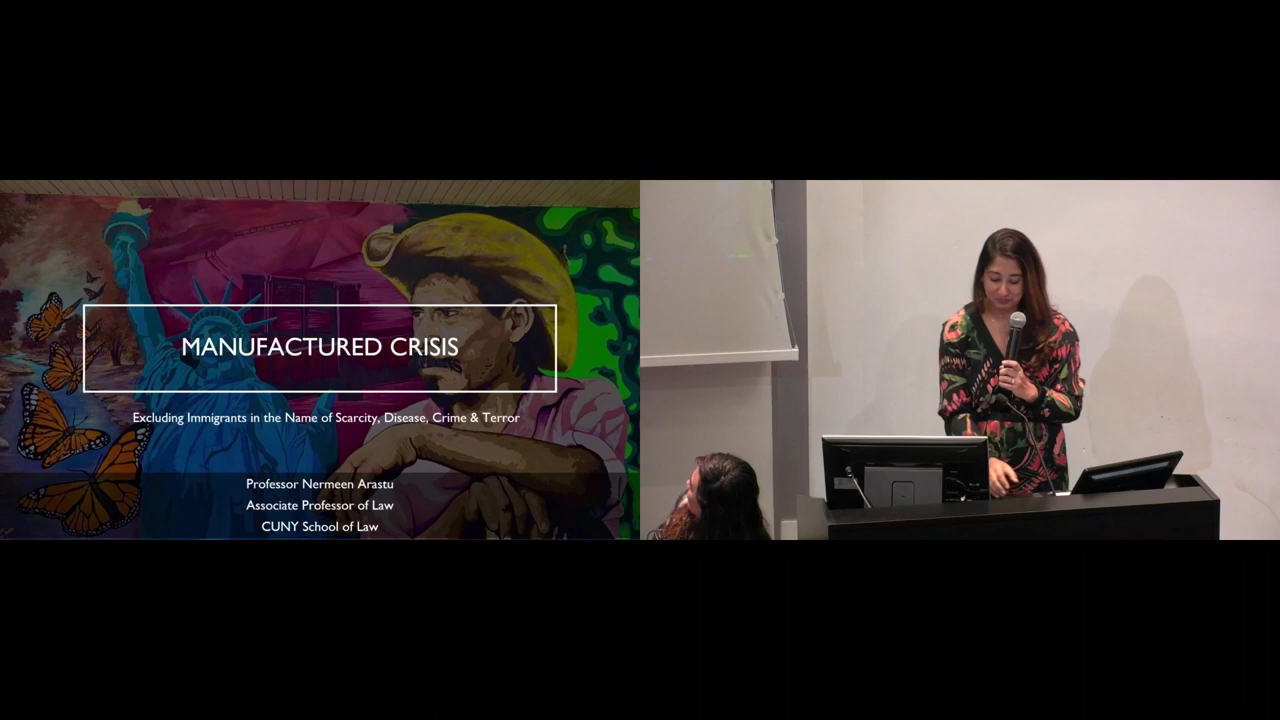 MANUFACTURED CRISIS
Excluding Immigrants in the Name of Scarcity, Disease, Crime & Terror
Professor Nermeen Arastu
Associate Professor of Law
CUNY School of Law